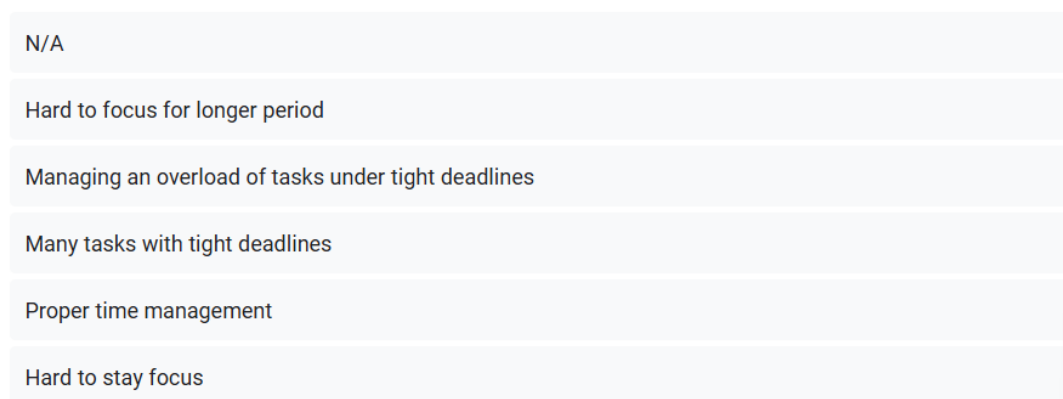 N/A
Hard to focus for longer period
Managing an overload of tasks under tight deadlines
Many tasks with tight deadlines
Proper time management
Hard to stay focus